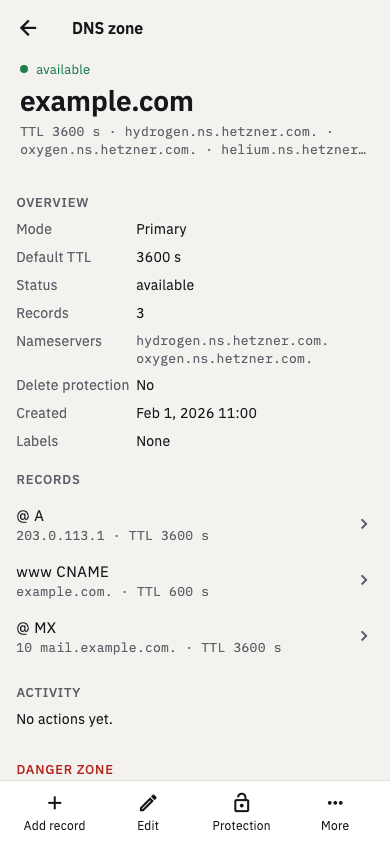 DNS zone
available
example.com
TTL 3600 s · hydrogen.ns.hetzner.com. ·
oxygen.ns.hetzner.com. · helium.ns.hetzner…
OVERVIEW
Mode Primary
Default TTL 3600 s
Status available
Records 3
Nameservers hydrogen.ns.hetzner.com.
oxygen.ns.hetzner.com.
Delete protection No
Created Feb 1, 2026 11:00
Labels None
RECORDS
@ A
203.0.113.1 · TTL 3600 s
www CNAME
example.com. · TTL 600 s
@ MX
10 mail.example.com. · TTL 3600 s
ACTIVITY
No actions yet.
DANGER ZONE
Add record Edit Protection More